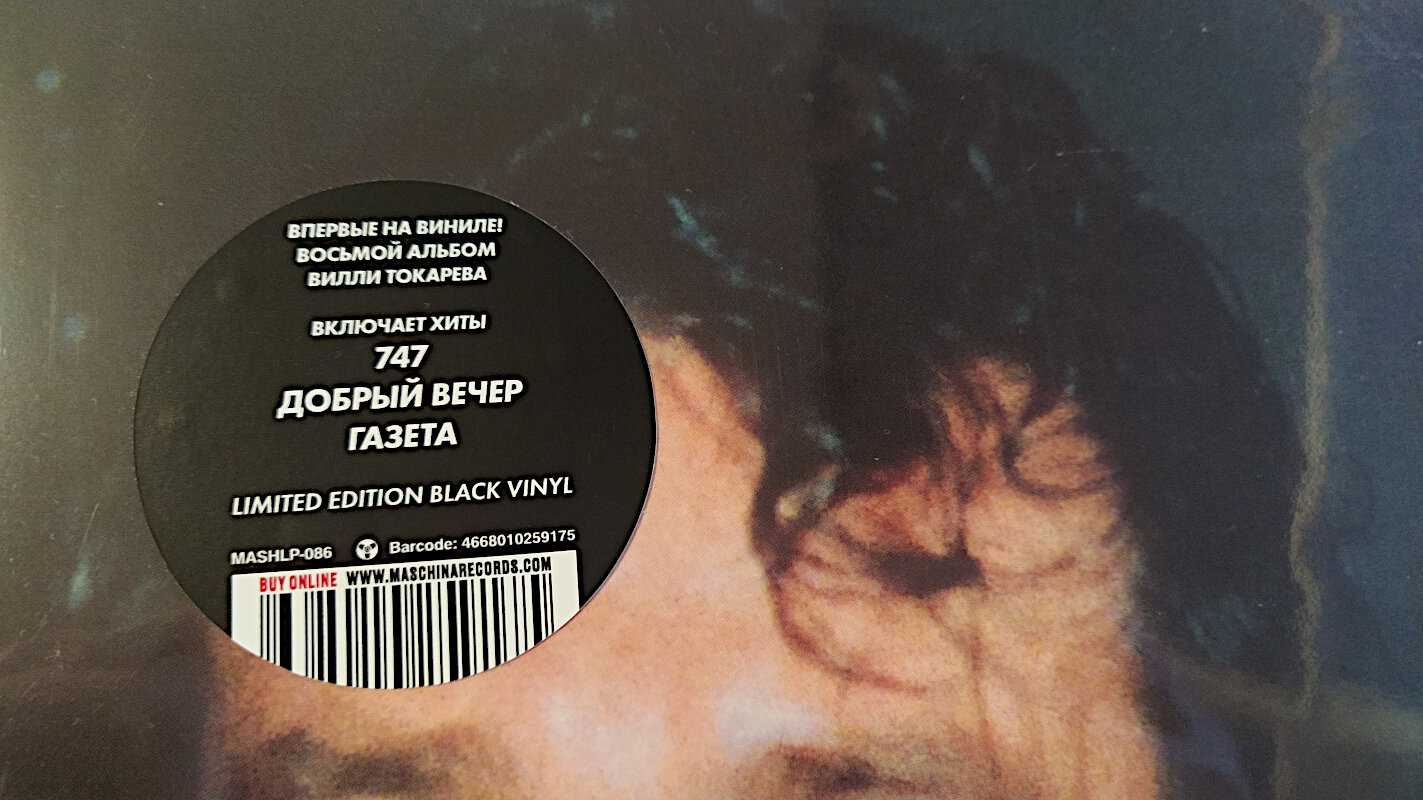 ВПЕРВЫЕ НА ВИНИЛЕ!
ВОСЬМОЙ АЛЬБОМ
ВИЛЛИ ТОКАРЕВА
ВКЛЮЧАЕТ ХИТЫ
747
ДОБРЫЙ ВЕЧЕР
ГАЗЕТА
LIMITED EDITION BLACK VINYL
MASHLP-086 Barcode: 4668010259175
BUY ONLINE WWW.MASCHINARECORDS.COM